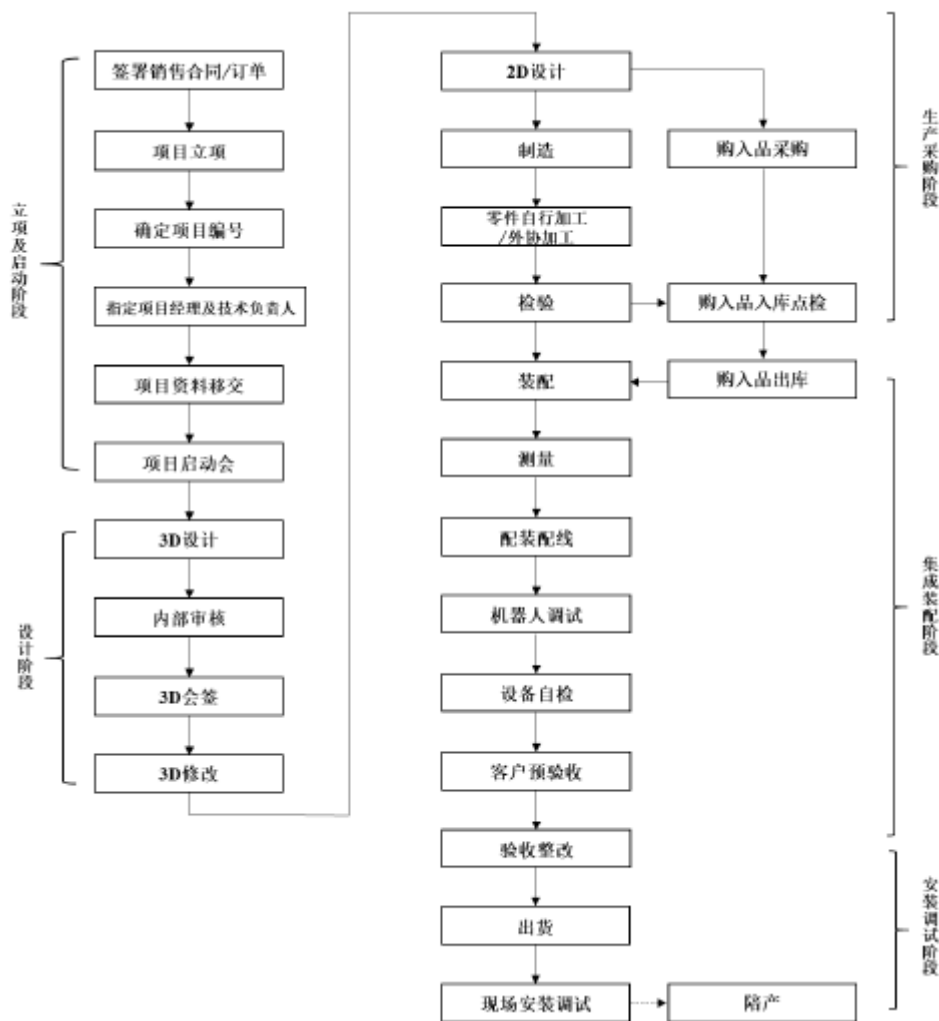 立项及启动阶段
签署销售合同/订单
项目立项
确定项目编号
指定项目经理及技术负责人
项目资料移交
项目启动会
设计阶段
3D设计
内部审核
3D会签
3D修改
2D设计
制造
零件自行加工
/外协加工
检验
购入品采购
购入品入库点检
生产采购阶段
装配
购入品出库
测量
配装配线
机器人调试
设备自检
客户预验收
集成装配阶段
验收整改
出货
现场安装调试
陪产
安装调试阶段